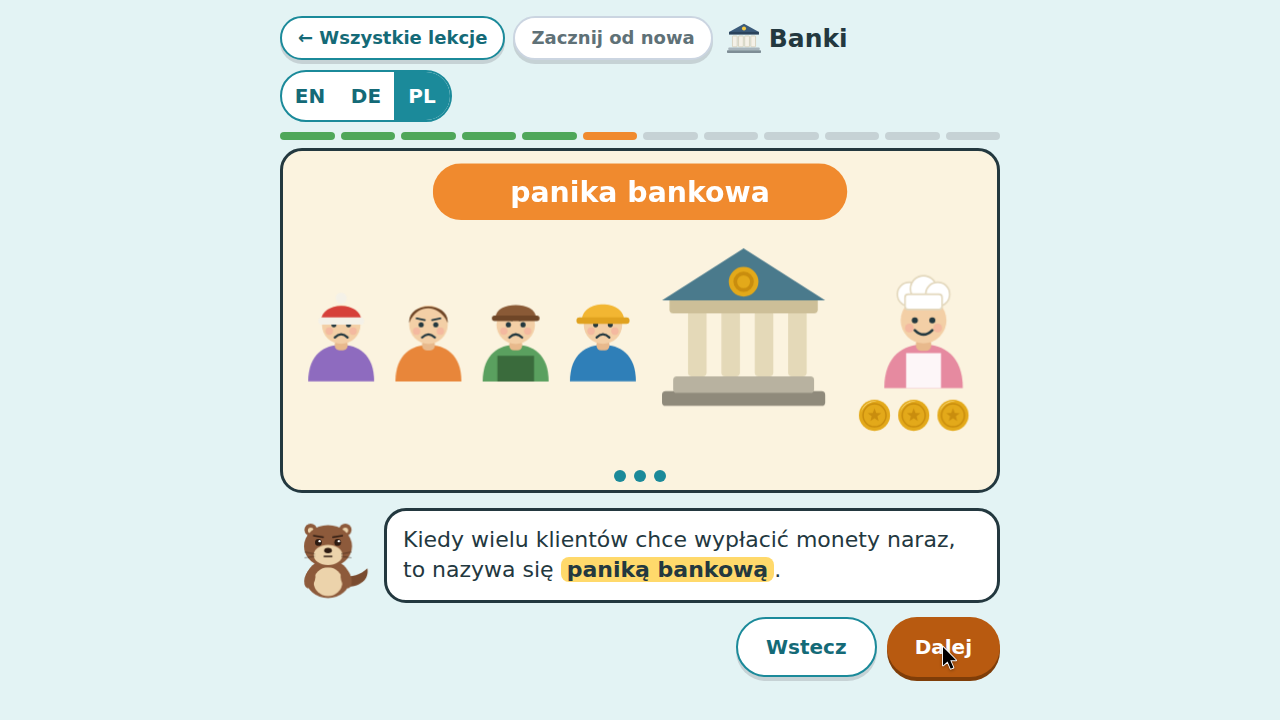 ← Wszystkie lekcje
Zacznij od nowa
Banki
EN DE PL
panika bankowa
Kiedy wielu klientów chce wypłacić monety naraz,
to nazywa się paniką bankową.
Wstecz
Dalej